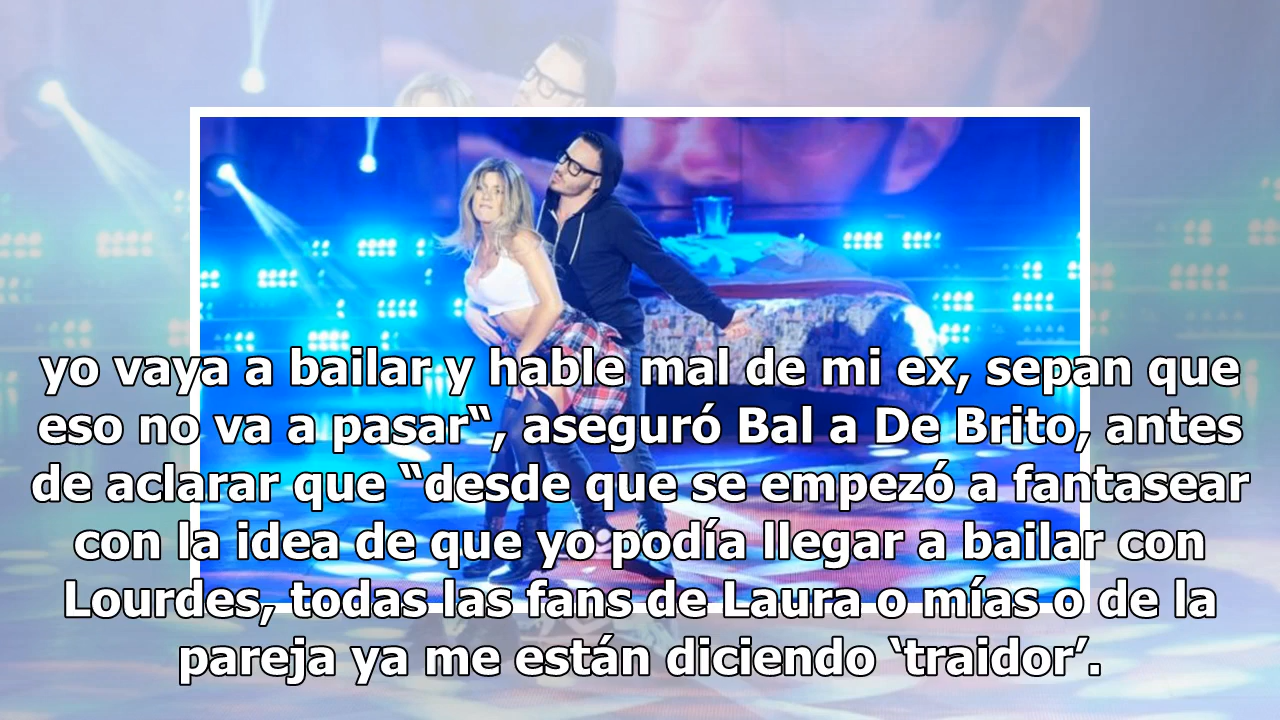 yo vaya a bailar y hable mal de mi ex, sepan que
eso no va a pasar“, aseguró Bal a De Brito, antes
de aclarar que “desde que se empezó a fantasear
con la idea de que yo podía llegar a bailar con
Lourdes, todas las fans de Laura o mías o de la
pareja ya me están diciendo ‘traidor’.